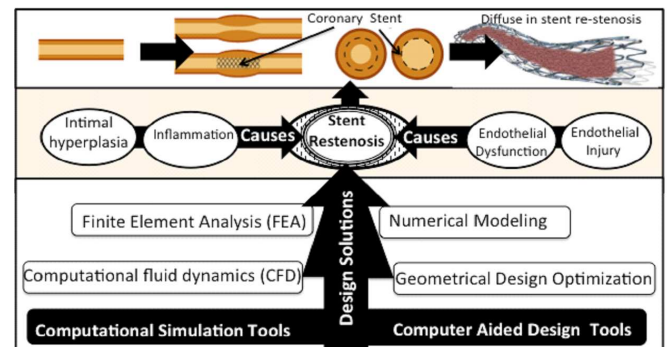 Coronary Stent
Diffuse in stent re-stenosis
Intimal
hyperplasia
Inflammation
Causes
Stent
Restenosis
Causes
Endothelial
Dysfunction
Endothelial
Injury
Finite Element Analysis (FEA)
Numerical Modeling
Computational fluid dynamics (CFD)
Geometrical Design Optimization
Design Solutions
Computational Simulation Tools
Computer Aided Design Tools